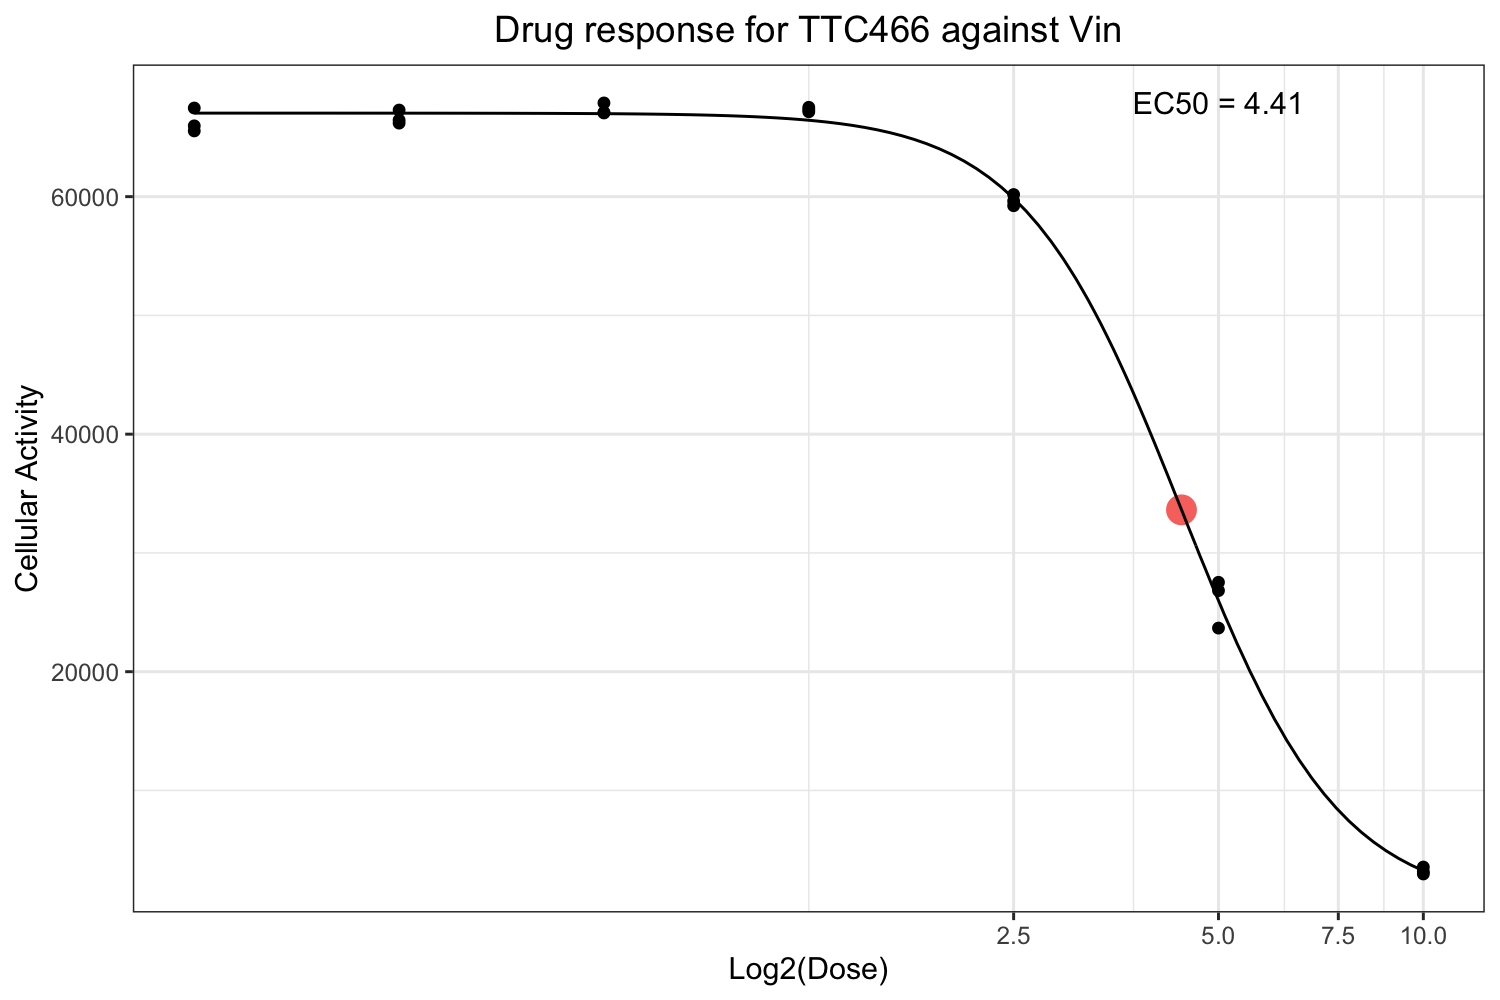 Drug response for TTC466 against Vin
EC50 = 4.41
60000
40000
20000
Cellular Activity
2.5 5.0 7.5 10.0
Log2(Dose)